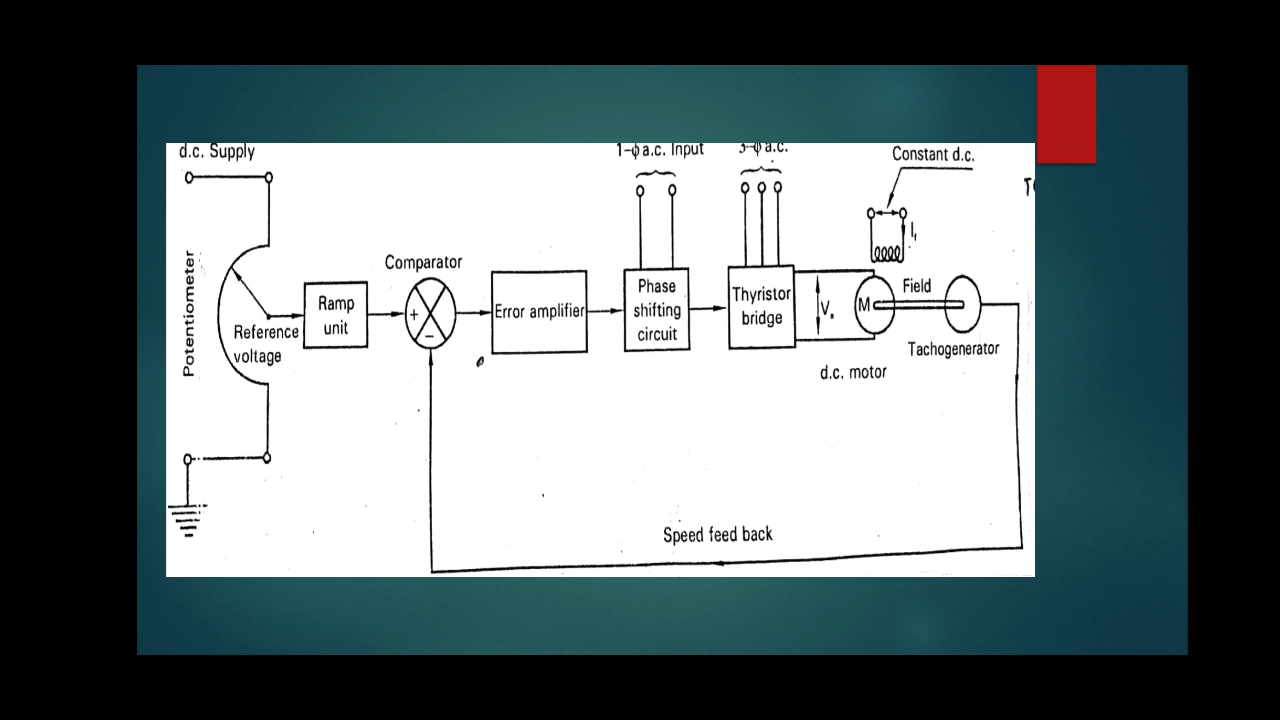 d.c. Supply
1-ϕ a.c. Input
3-ϕ a.c.
Constant d.c.
Potentiometer
Reference
voltage
Ramp
unit
Comparator
+
−
Error amplifier
Phase
shifting
circuit
Thyristor
bridge
M
Field
d.c. motor
Tachogenerator
Speed feed back